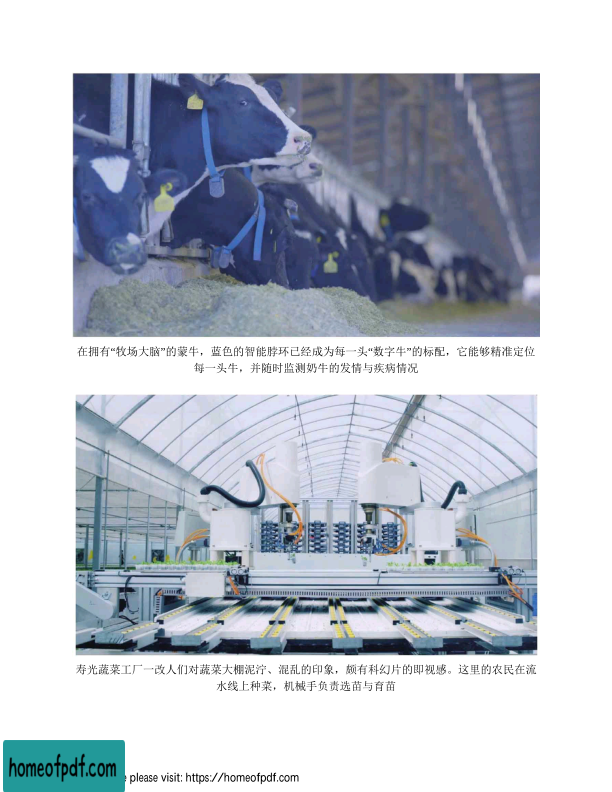 在拥有“牧场大脑”的蒙牛，蓝色的智能脖环已经成为每一头“数字牛”的标配，它能够精准定位
每一头牛，并随时监测奶牛的发情与疾病情况
寿光蔬菜工厂一改人们对蔬菜大棚泥泞、混乱的印象，颇有科幻片的即视感。这里的农民在流
水线上种菜，机械手负责选苗与育苗
homeofpdf.com
e please visit: https://homeofpdf.com